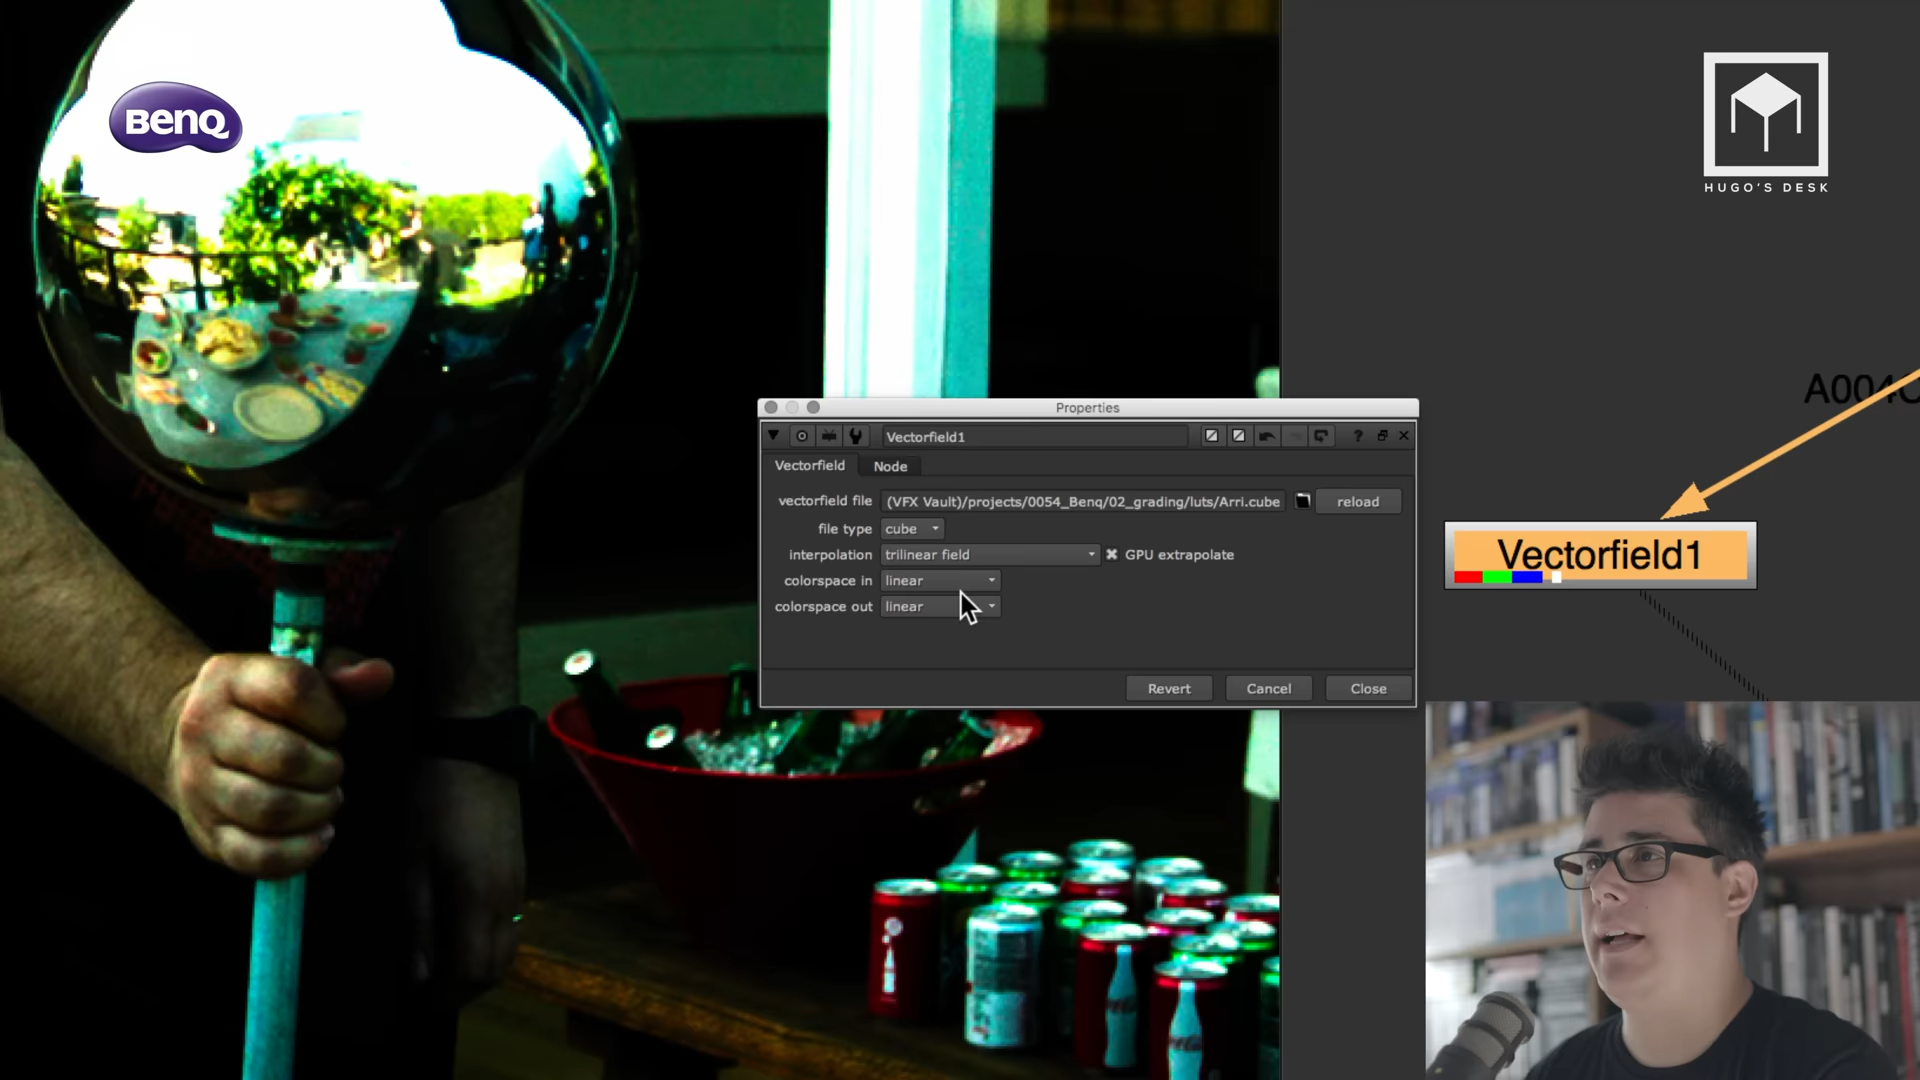 BenQ
HUGO'S DESK
A004C
Properties
Vectorfield1
Vectorfield
Node
vectorfield file
(VFX Vault)/projects/0054_Benq/02_grading/luts/Arri.cube
reload
file type
cube
interpolation
trilinear field
GPU extrapolate
colorspace in
linear
colorspace out
linear
Revert
Cancel
Close
Vectorfield1